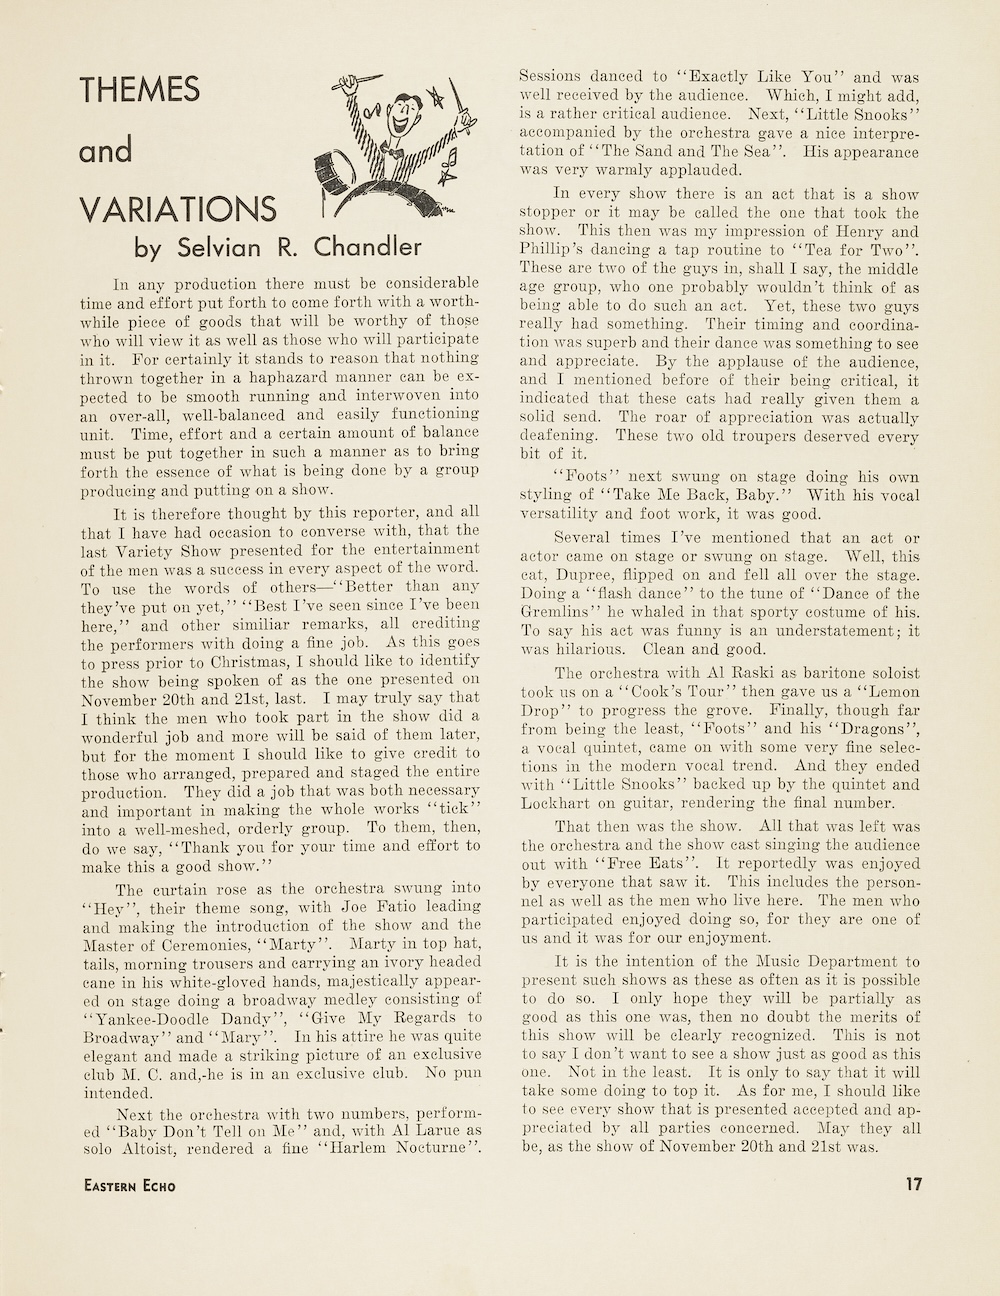 THEMES
and
VARIATIONS
by Selvian R. Chandler
In any production there must be considerable
time and effort put forth to come forth with a worth-
while piece of goods that will be worthy of those
who will view it as well as those who will participate
in it. For certainly it stands to reason that nothing
thrown together in a haphazard manner can be ex-
pected to be smooth running and interwoven into
an over-all, well-balanced and easily functioning
unit. Time, effort and a certain amount of balance
must be put together in such a manner as to bring
forth the essence of what is being done by a group
producing and putting on a show.
It is therefore thought by this reporter, and all
that I have had occasion to converse with, that the
last Variety Show presented for the entertainment
of the men was a success in every aspect of the word.
To use the words of others—“Better than any
they’ve put on yet,” “Best I’ve seen since I’ve been
here,” and other similiar remarks, all crediting
the performers with doing a fine job. As this goes
to press prior to Christmas, I should like to identify
the show being spoken of as the one presented on
November 20th and 21st, last. I may truly say that
I think the men who took part in the show did a
wonderful job and more will be said of them later,
but for the moment I should like to give credit to
those who arranged, prepared and staged the entire
production. They did a job that was both necessary
and important in making the whole works “tick”
into a well-meshed, orderly group. To them, then,
do we say, “Thank you for your time and effort to
make this a good show.”
The curtain rose as the orchestra swung into
“Hey”, their theme song, with Joe Fatio leading
and making the introduction of the show and the
Master of Ceremonies, “Marty”. Marty in top hat,
tails, morning trousers and carrying an ivory headed
cane in his white-gloved hands, majestically appear-
ed on stage doing a broadway medley consisting of
“Yankee-Doodle Dandy”, “Give My Regards to
Broadway” and “Mary”. In his attire he was quite
elegant and made a striking picture of an exclusive
club M. C. and,-he is in an exclusive club. No pun
intended.
Next the orchestra with two numbers, perform-
ed “Baby Don’t Tell on Me” and, with Al Larue as
solo Altoist, rendered a fine “Harlem Nocturne”.
Sessions danced to “Exactly Like You” and was
well received by the audience. Which, I might add,
is a rather critical audience. Next, “Little Snooks”
accompanied by the orchestra gave a nice interpre-
tation of “The Sand and The Sea”. His appearance
was very warmly applauded.
In every show there is an act that is a show
stopper or it may be called the one that took the
show. This then was my impression of Henry and
Phillip’s dancing a tap routine to “Tea for Two”.
These are two of the guys in, shall I say, the middle
age group, who one probably wouldn’t think of as
being able to do such an act. Yet, these two guys
really had something. Their timing and coordina-
tion was superb and their dance was something to see
and appreciate. By the applause of the audience,
and I mentioned before of their being critical, it
indicated that these cats had really given them a
solid send. The roar of appreciation was actually
deafening. These two old troupers deserved every
bit of it.
“Foots” next swung on stage doing his own
styling of “Take Me Back, Baby.” With his vocal
versatility and foot work, it was good.
Several times I’ve mentioned that an act or
actor came on stage or swung on stage. Well, this
cat, Dupree, flipped on and fell all over the stage.
Doing a “flash dance” to the tune of “Dance of the
Gremlins” he whaled in that sporty costume of his.
To say his act was funny is an understatement; it
was hilarious. Clean and good.
The orchestra with Al Raski as baritone soloist
took us on a “Cook’s Tour” then gave us a “Lemon
Drop” to progress the grove. Finally, though far
from being the least, “Foots” and his “Dragons”,
a vocal quintet, came on with some very fine selec-
tions in the modern vocal trend. And they ended
with “Little Snooks” backed up by the quintet and
Lockhart on guitar, rendering the final number.
That then was the show. All that was left was
the orchestra and the show cast singing the audience
out with “Free Eats”. It reportedly was enjoyed
by everyone that saw it. This includes the person-
nel as well as the men who live here. The men who
participated enjoyed doing so, for they are one of
us and it was for our enjoyment.
It is the intention of the Music Department to
present such shows as these as often as it is possible
to do so. I only hope they will be partially as
good as this one was, then no doubt the merits of
this show will be clearly recognized. This is not
to say I don’t want to see a show just as good as this
one. Not in the least. It is only to say that it will
take some doing to top it. As for me, I should like
to see every show that is presented accepted and ap-
preciated by all parties concerned. May they all
be, as the show of November 20th and 21st was.
EASTERN ECHO
17